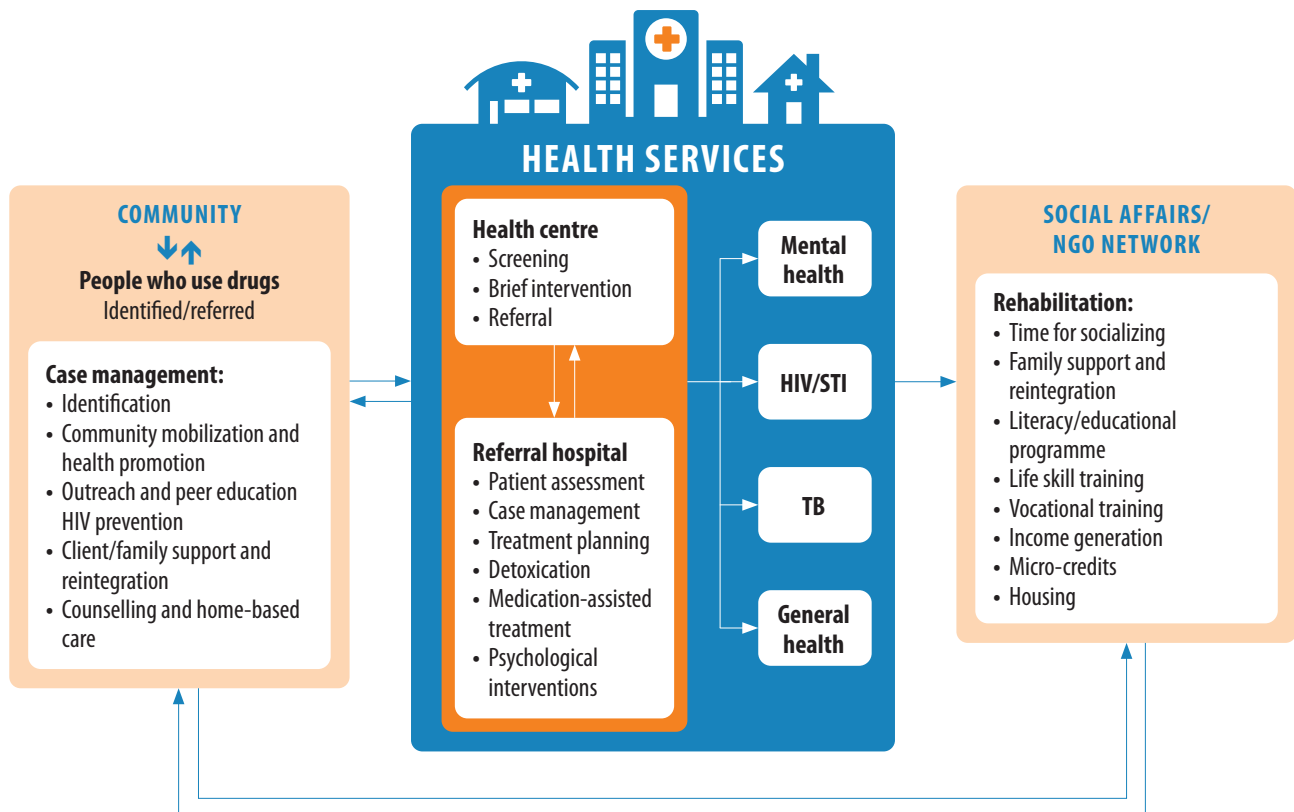 HEALTH SERVICES
COMMUNITY
People who use drugs
Identified/referred
Case management:
• Identification
• Community mobilization and
health promotion
• Outreach and peer education
HIV prevention
• Client/family support and
reintegration
• Counselling and home-based
care
Health centre
• Screening
• Brief intervention
• Referral
Referral hospital
• Patient assessment
• Case management
• Treatment planning
• Detoxication
• Medication-assisted
treatment
• Psychological
interventions
Mental
health
HIV/STI
TB
General
health
SOCIAL AFFAIRS/
NGO NETWORK
Rehabilitation:
• Time for socializing
• Family support and
reintegration
• Literacy/educational
programme
• Life skill training
• Vocational training
• Income generation
• Micro-credits
• Housing